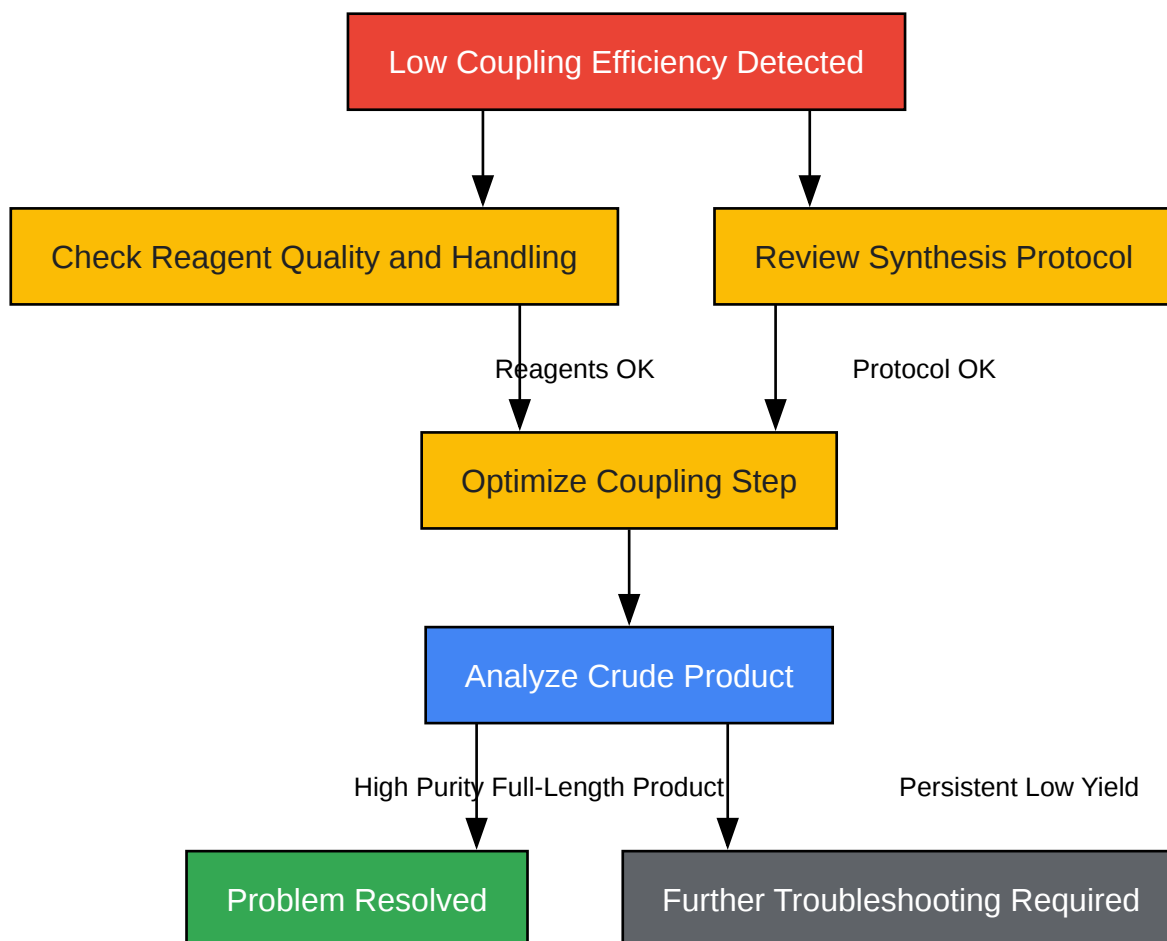 Low Coupling Efficiency Detected
Check Reagent Quality and Handling
Review Synthesis Protocol
Reagents OK
Protocol OK
Optimize Coupling Step
Analyze Crude Product
High Purity Full-Length Product
Persistent Low Yield
Problem Resolved
Further Troubleshooting Required